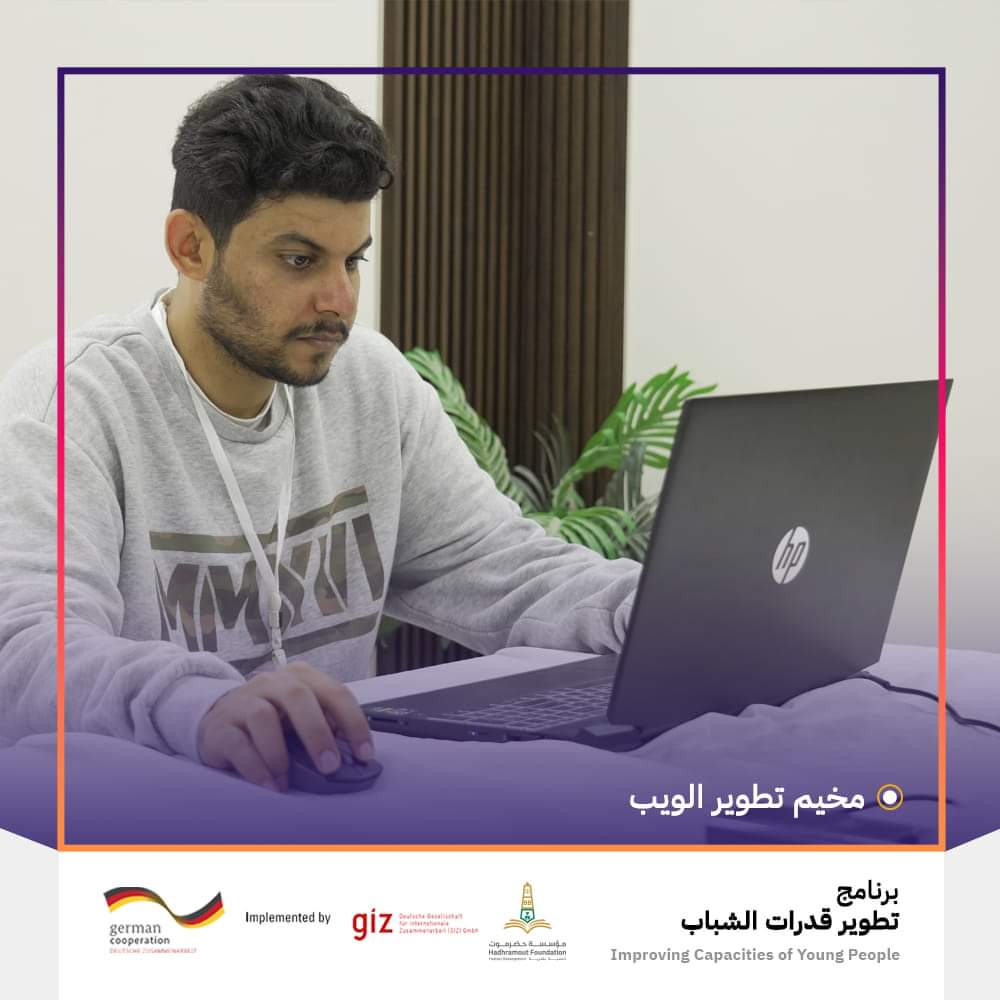 MMXVI
hp
مخيم تطوير الويب
برنامج
تطوير قدرات الشباب
Improving Capacities of Young People
مؤسسة حضرموت
Hadhramout Foundation
giz
Deutsche Gesellschaft
für Internationale
Zusammenarbeit (GIZ) GmbH
Implemented by
german
cooperation
DEUTSCHE ZUSAMMENARBEIT